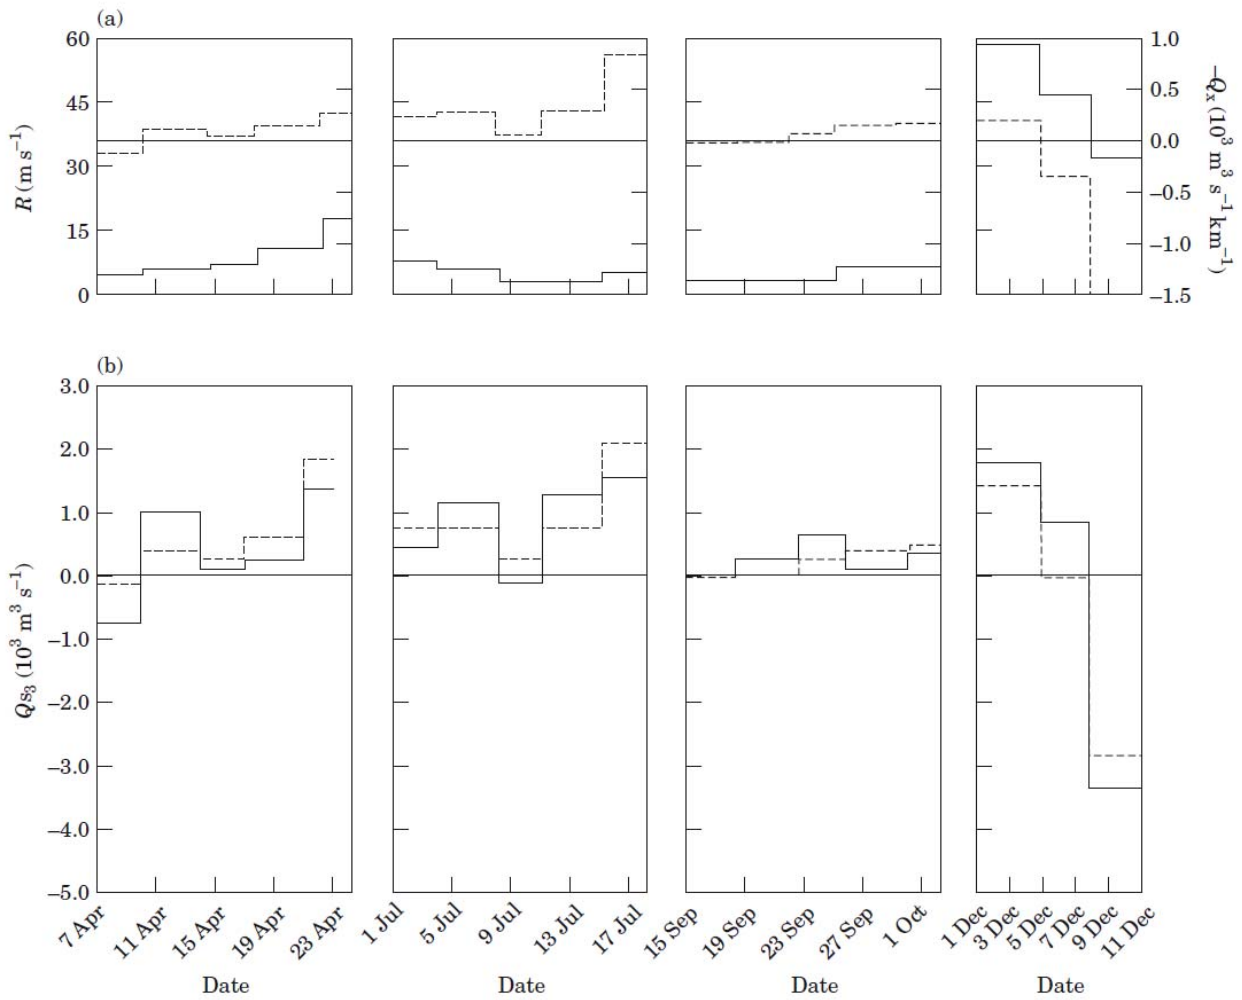 (a)
60
45
30
15
0
R (m s⁻¹)
1.0
0.5
0.0
−0.5
−1.0
−1.5
−Qₓ (10³ m³ s⁻¹ km⁻¹)
(b)
3.0
2.0
1.0
0.0
−1.0
−2.0
−3.0
−4.0
−5.0
Qs₃ (10³ m³ s⁻¹)
7 Apr
11 Apr
15 Apr
19 Apr
23 Apr
1 Jul
5 Jul
9 Jul
13 Jul
17 Jul
15 Sep
19 Sep
23 Sep
27 Sep
1 Oct
1 Dec
3 Dec
5 Dec
7 Dec
9 Dec
11 Dec
Date
Date
Date
Date